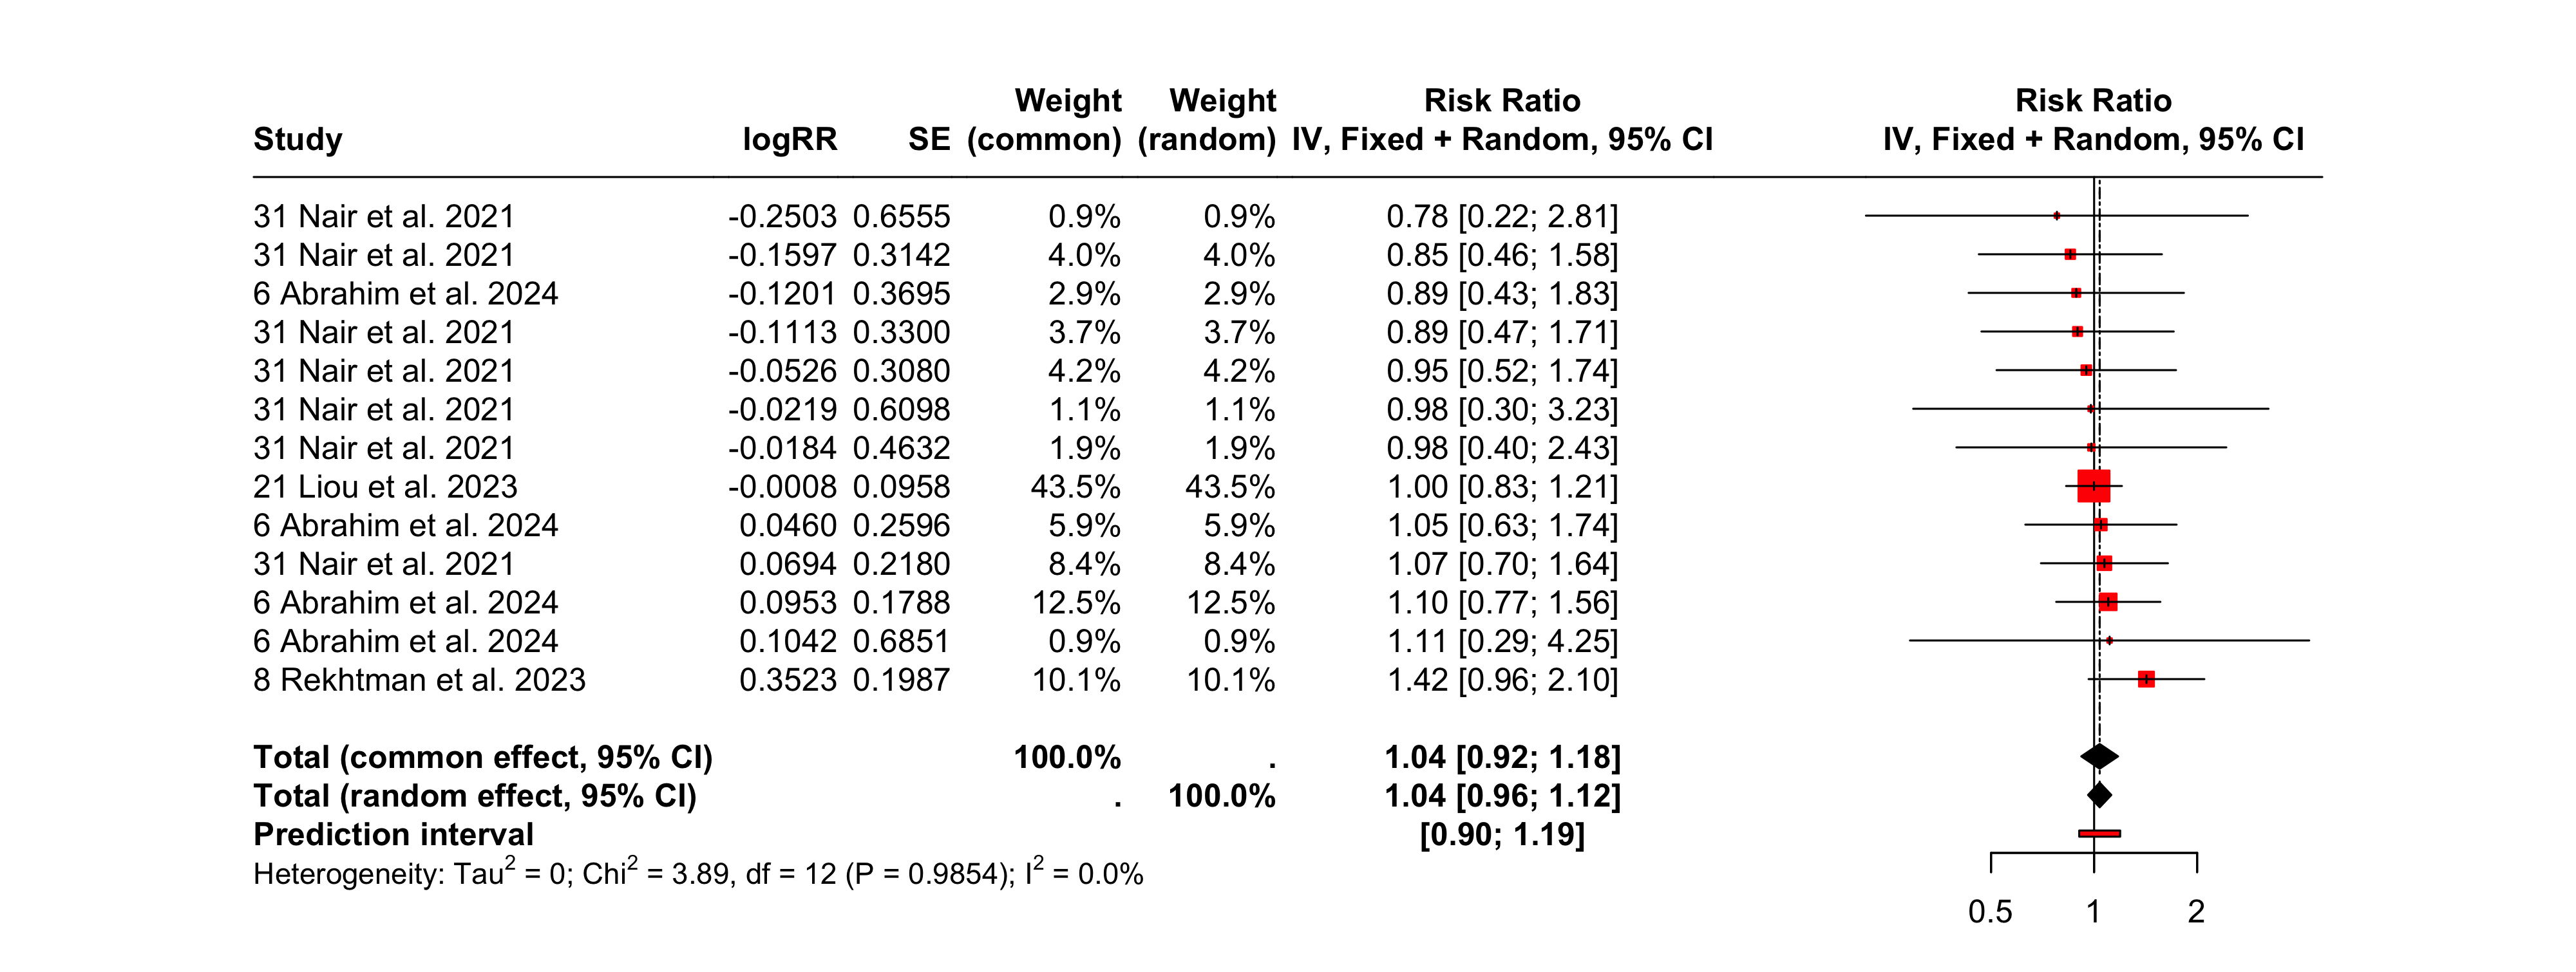 Weight Weight Risk Ratio Risk Ratio
Study logRR SE (common) (random) IV, Fixed + Random, 95% CI IV, Fixed + Random, 95% CI
31 Nair et al. 2021 -0.2503 0.6555 0.9% 0.9% 0.78 [0.22; 2.81]
31 Nair et al. 2021 -0.1597 0.3142 4.0% 4.0% 0.85 [0.46; 1.58]
6 Abrahim et al. 2024 -0.1201 0.3695 2.9% 2.9% 0.89 [0.43; 1.83]
31 Nair et al. 2021 -0.1113 0.3300 3.7% 3.7% 0.89 [0.47; 1.71]
31 Nair et al. 2021 -0.0526 0.3080 4.2% 4.2% 0.95 [0.52; 1.74]
31 Nair et al. 2021 -0.0219 0.6098 1.1% 1.1% 0.98 [0.30; 3.23]
31 Nair et al. 2021 -0.0184 0.4632 1.9% 1.9% 0.98 [0.40; 2.43]
21 Liou et al. 2023 -0.0008 0.0958 43.5% 43.5% 1.00 [0.83; 1.21]
6 Abrahim et al. 2024 0.0460 0.2596 5.9% 5.9% 1.05 [0.63; 1.74]
31 Nair et al. 2021 0.0694 0.2180 8.4% 8.4% 1.07 [0.70; 1.64]
6 Abrahim et al. 2024 0.0953 0.1788 12.5% 12.5% 1.10 [0.77; 1.56]
6 Abrahim et al. 2024 0.1042 0.6851 0.9% 0.9% 1.11 [0.29; 4.25]
8 Rekhtman et al. 2023 0.3523 0.1987 10.1% 10.1% 1.42 [0.96; 2.10]
Total (common effect, 95% CI) 100.0% . 1.04 [0.92; 1.18]
Total (random effect, 95% CI) . 100.0% 1.04 [0.96; 1.12]
Prediction interval [0.90; 1.19]
Heterogeneity: Tau² = 0; Chi² = 3.89, df = 12 (P = 0.9854); I² = 0.0%
0.5 1 2